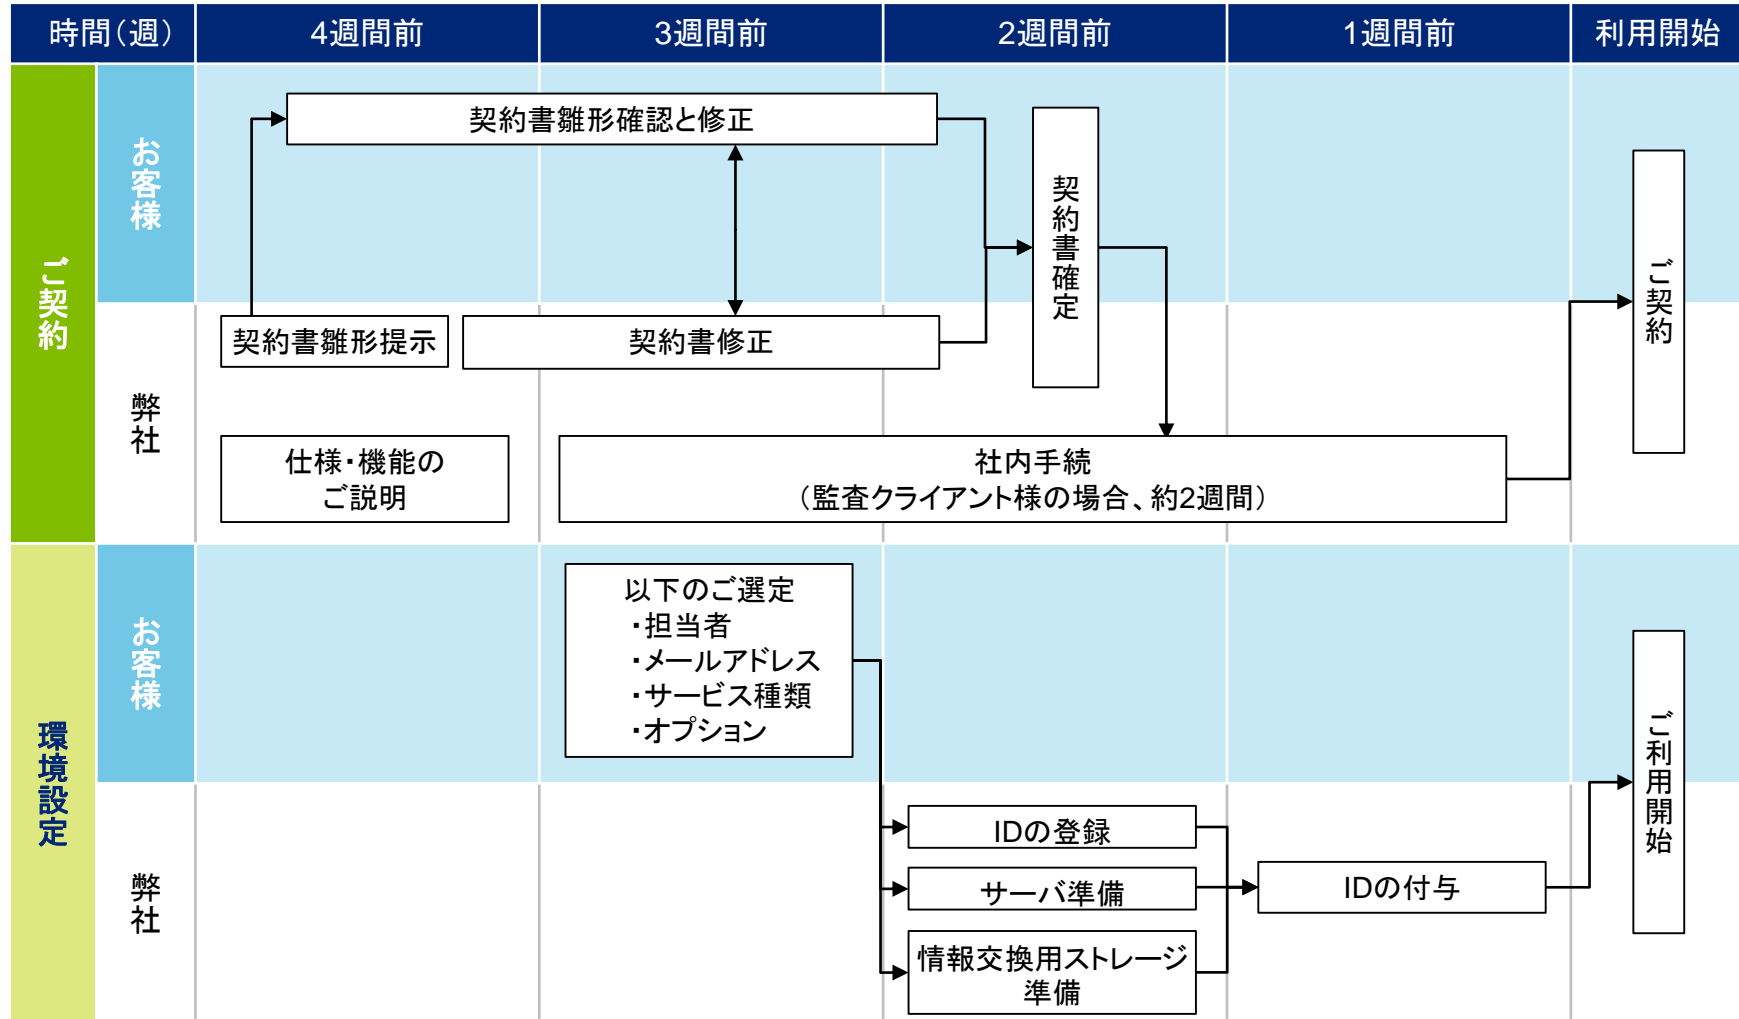 時間(週)
4週間前
3週間前
2週間前
1週間前
利用開始
ご契約
お客様
契約書雛形確認と修正
契約書確定
ご契約
弊社
契約書雛形提示
契約書修正
仕様・機能の
ご説明
社内手続
(監査クライアント様の場合、約2週間)
環境設定
お客様
以下のご選定
・担当者
・メールアドレス
・サービス種類
・オプション
ご利用開始
弊社
IDの登録
サーバ準備
情報交換用ストレージ
準備
IDの付与